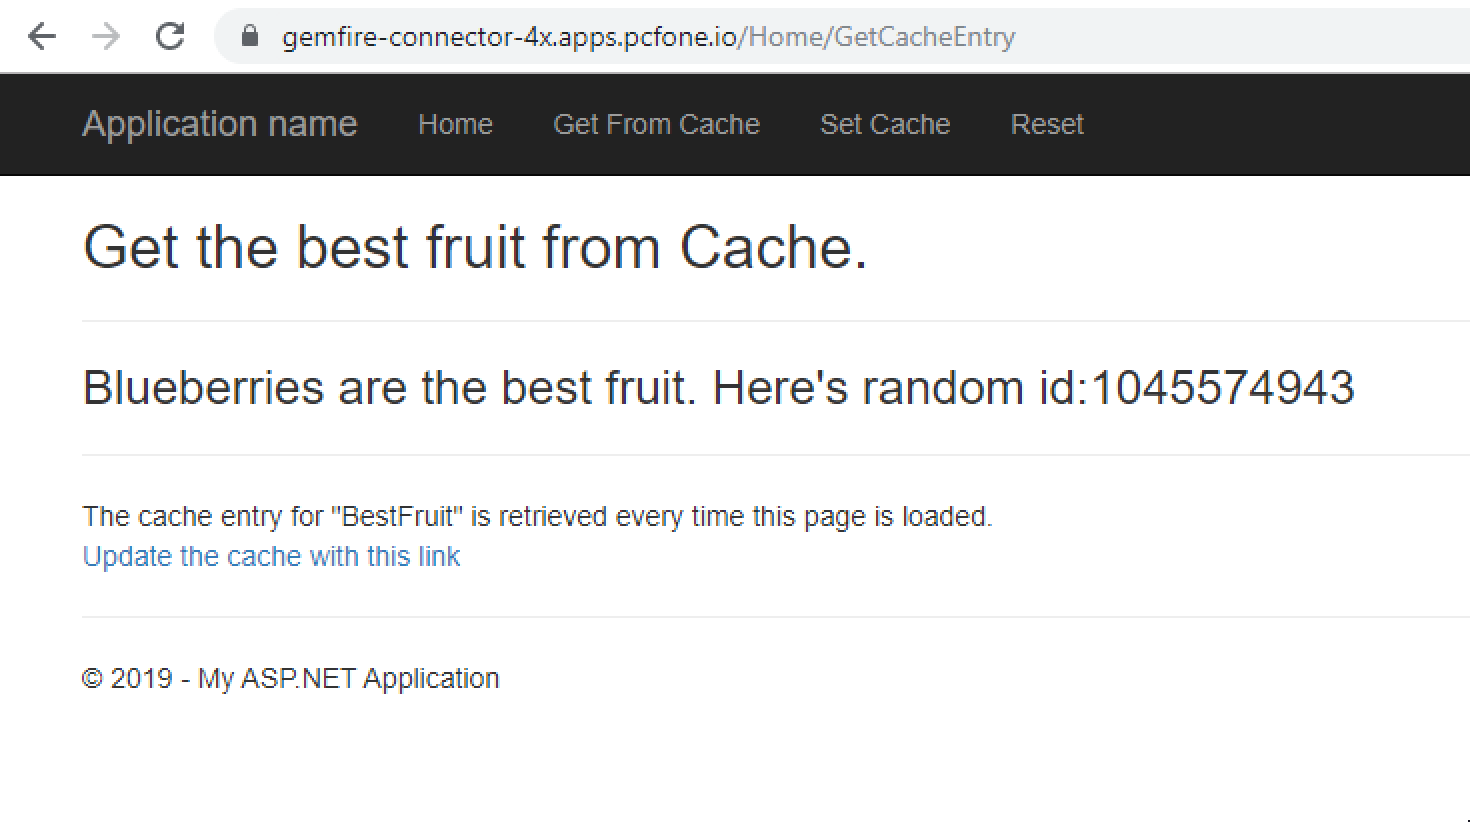 gemfire-connector-4x.apps.pcfone.io/Home/GetCacheEntry
Application name Home Get From Cache Set Cache Reset
Get the best fruit from Cache.
Blueberries are the best fruit. Here's random id:1045574943
The cache entry for "BestFruit" is retrieved every time this page is loaded.
Update the cache with this link
© 2019 - My ASP.NET Application